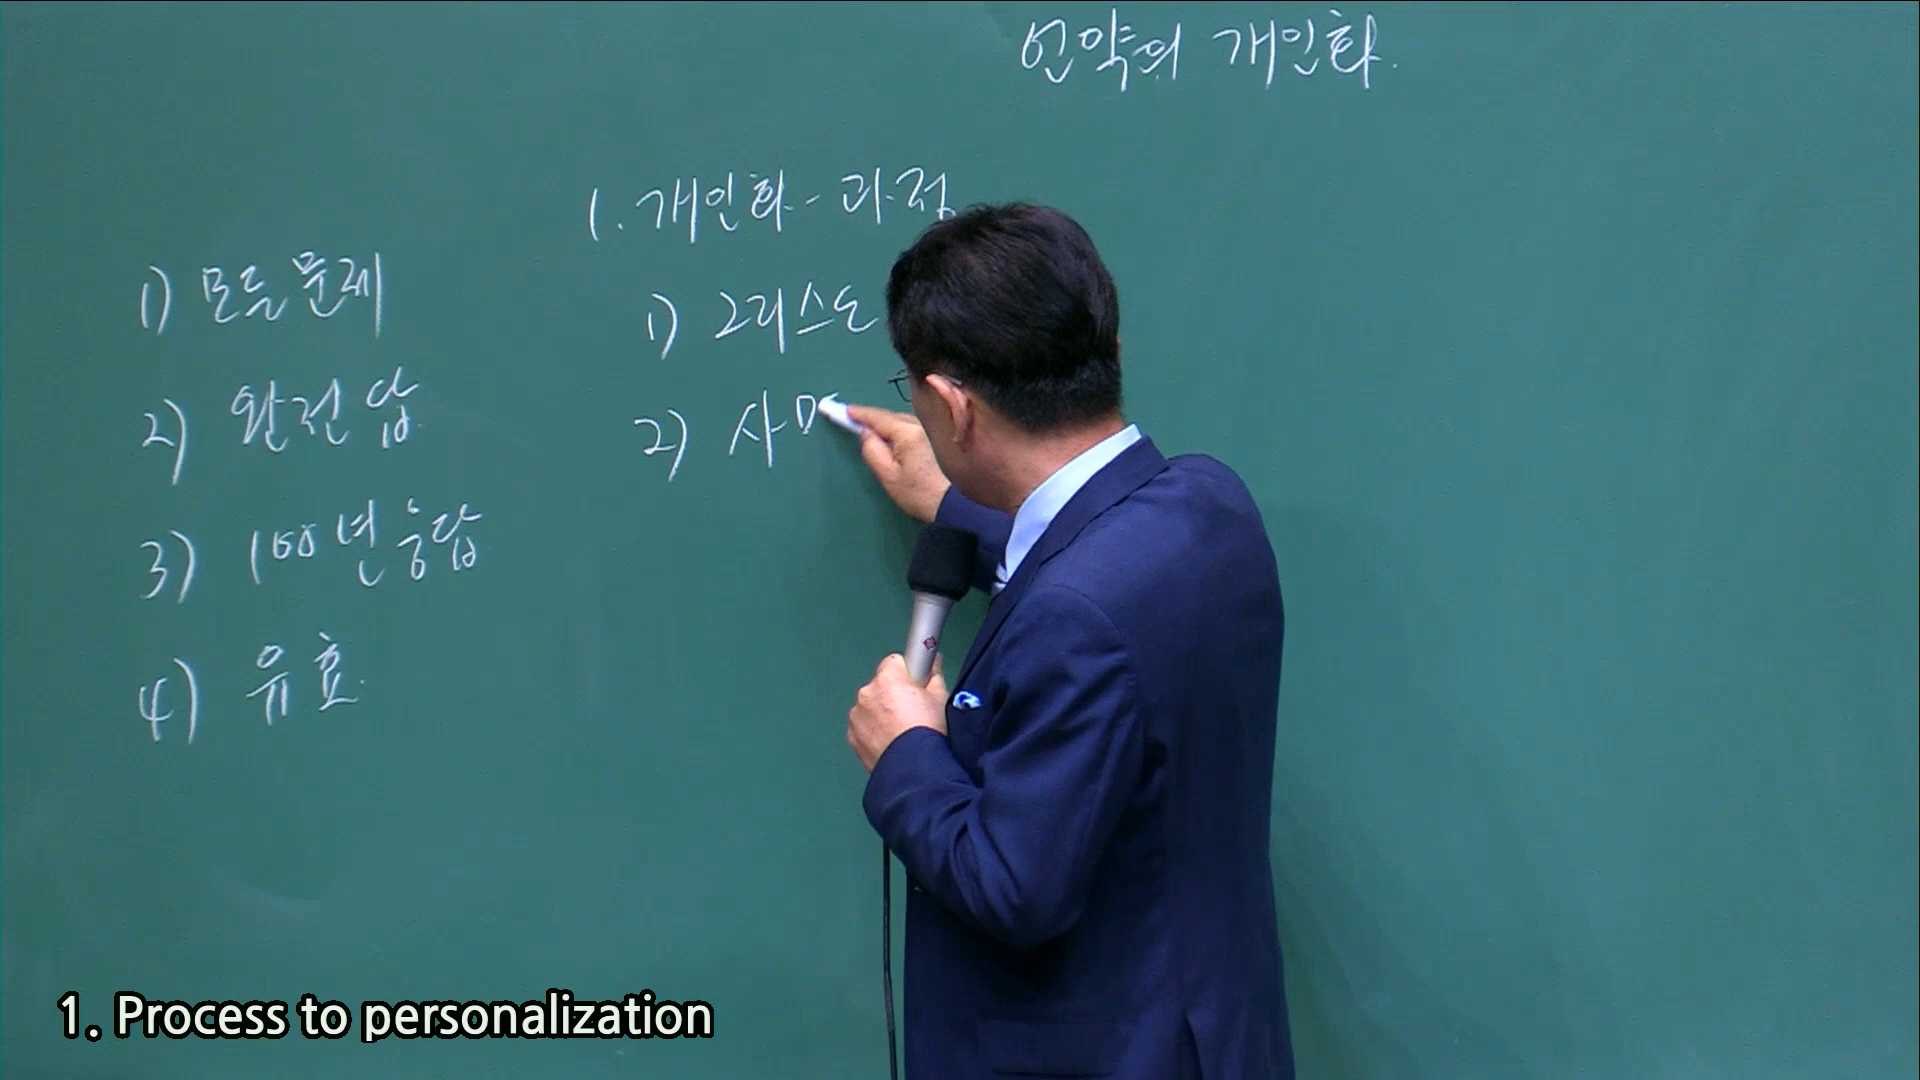 언약의 개인화.
1) 모든 문제
2) 완전 답.
3) 100년 응답
4) 유효.
1. 개인화 - 과정
1) 그리스도
2) 사
1. Process to personalization